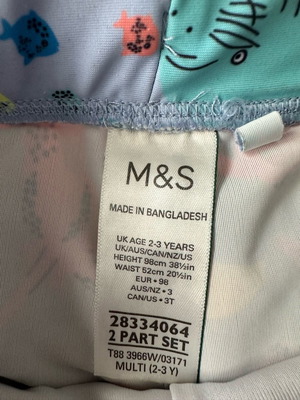 M&S
MADE IN BANGLADESH
UK AGE 2-3 YEARS
UK/AUS/CAN/NZ/US
HEIGHT 98cm 38½in
WAIST 52cm 20½in
EUR • 98
AUS/NZ • 3
CAN/US • 3T
28334064
2 PART SET
T88 3966W/03171
MULTI (2-3 Y)